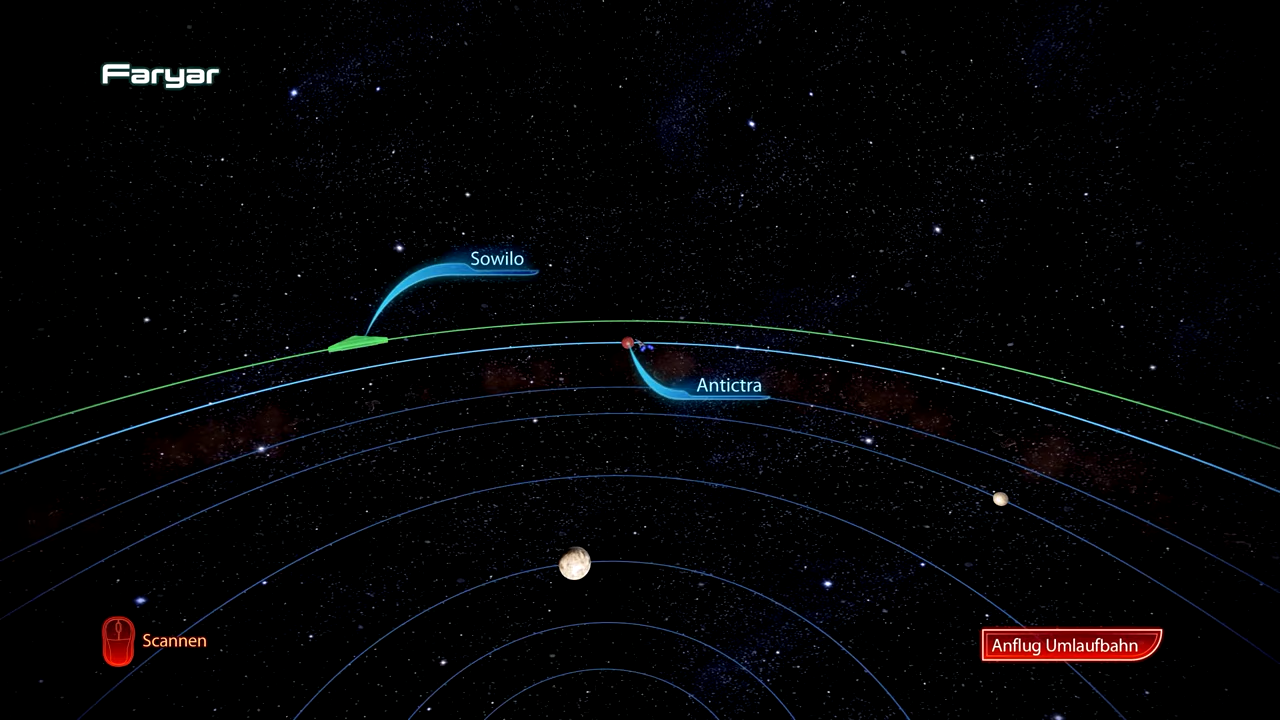 Faryar
Sowilo
Antictra
Scannen
Anflug Umlaufbahn